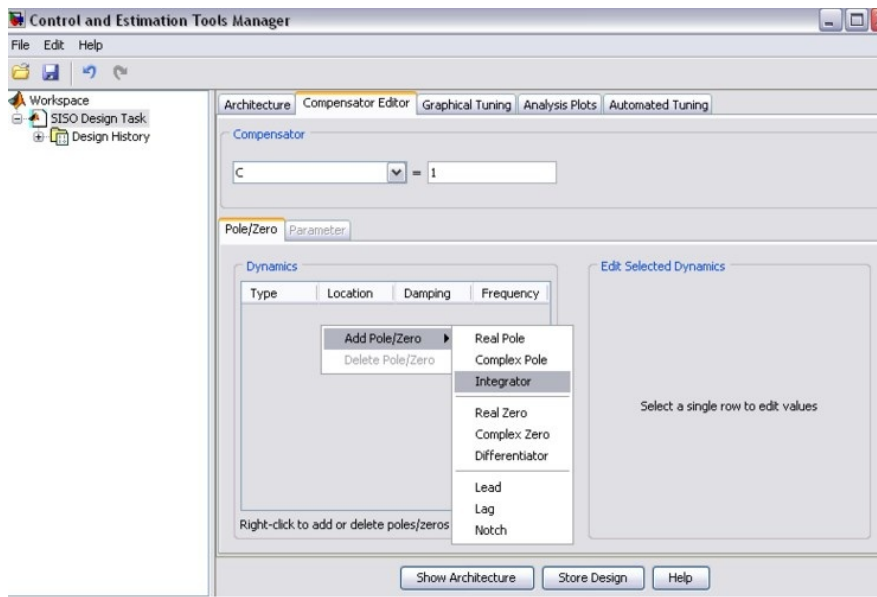 Control and Estimation Tools Manager
File Edit Help
Workspace
SISO Design Task
Design History
Architecture Compensator Editor Graphical Tuning Analysis Plots Automated Tuning
Compensator
C = 1
Pole/Zero Parameter
Dynamics
Type Location Damping Frequency
Add Pole/Zero
Delete Pole/Zero
Real Pole
Complex Pole
Integrator
Real Zero
Complex Zero
Differentiator
Lead
Lag
Notch
Right-click to add or delete poles/zeros
Edit Selected Dynamics
Select a single row to edit values
Show Architecture Store Design Help